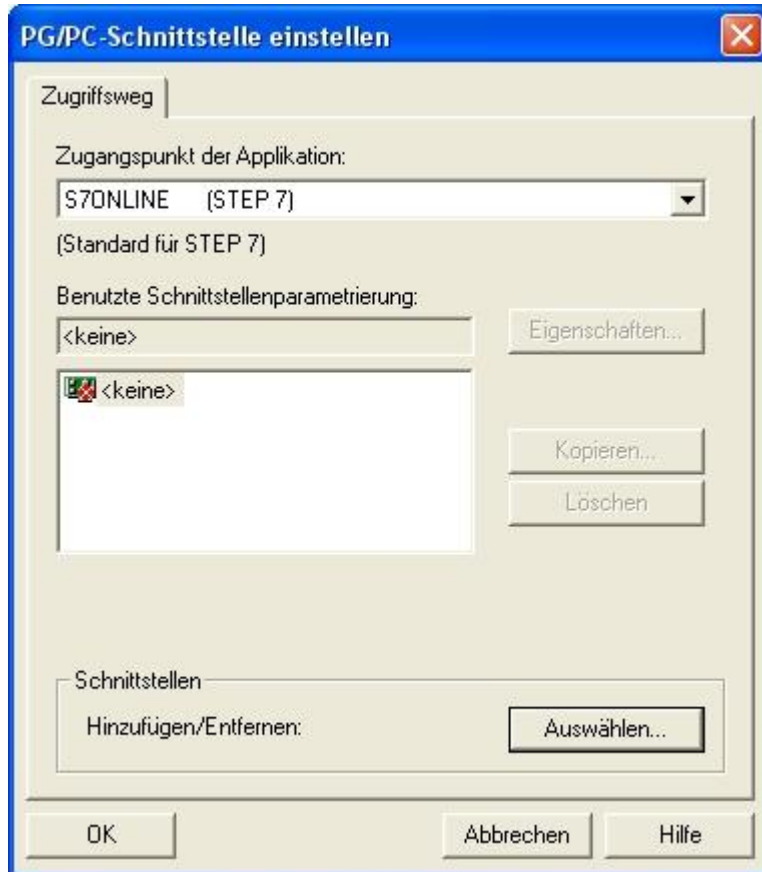 PG/PC-Schnittstelle einstellen
Zugriffsweg
Zugangspunkt der Applikation:
S7ONLINE (STEP 7)
(Standard für STEP 7)
Benutzte Schnittstellenparametrierung:
<keine>
Eigenschaften...
<keine>
Kopieren...
Löschen
Schnittstellen
Hinzufügen/Entfernen:
Auswählen...
OK
Abbrechen
Hilfe